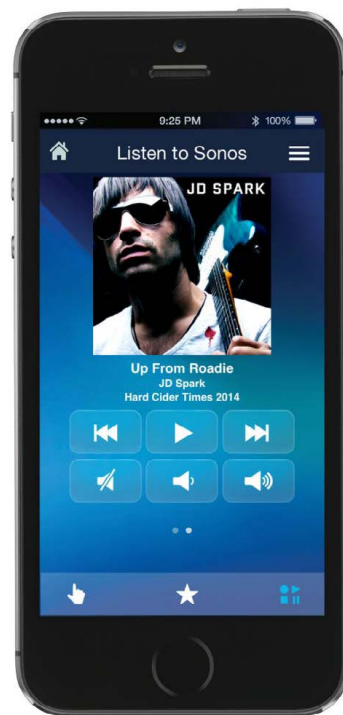 9:25 PM 100%
Listen to Sonos
JD SPARK
Up From Roadie
JD Spark
Hard Cider Times 2014